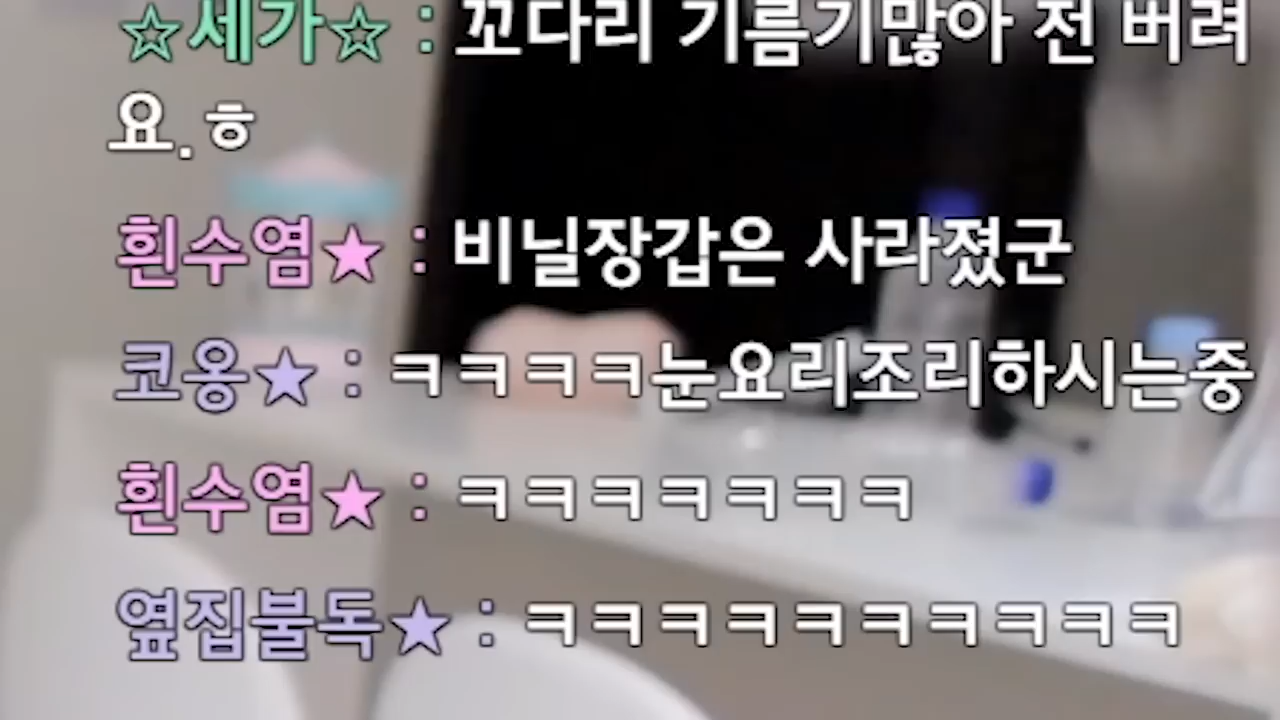 ☆세가☆ : 꼬다리 기름기많아 전 버려
요.ㅎ
흰수염★ : 비닐장갑은 사라졌군
코옹★ : ㅋㅋㅋㅋ눈요리조리하시는중
흰수염★ : ㅋㅋㅋㅋㅋㅋㅋ
옆집불독★ : ㅋㅋㅋㅋㅋㅋㅋㅋㅋㅋ